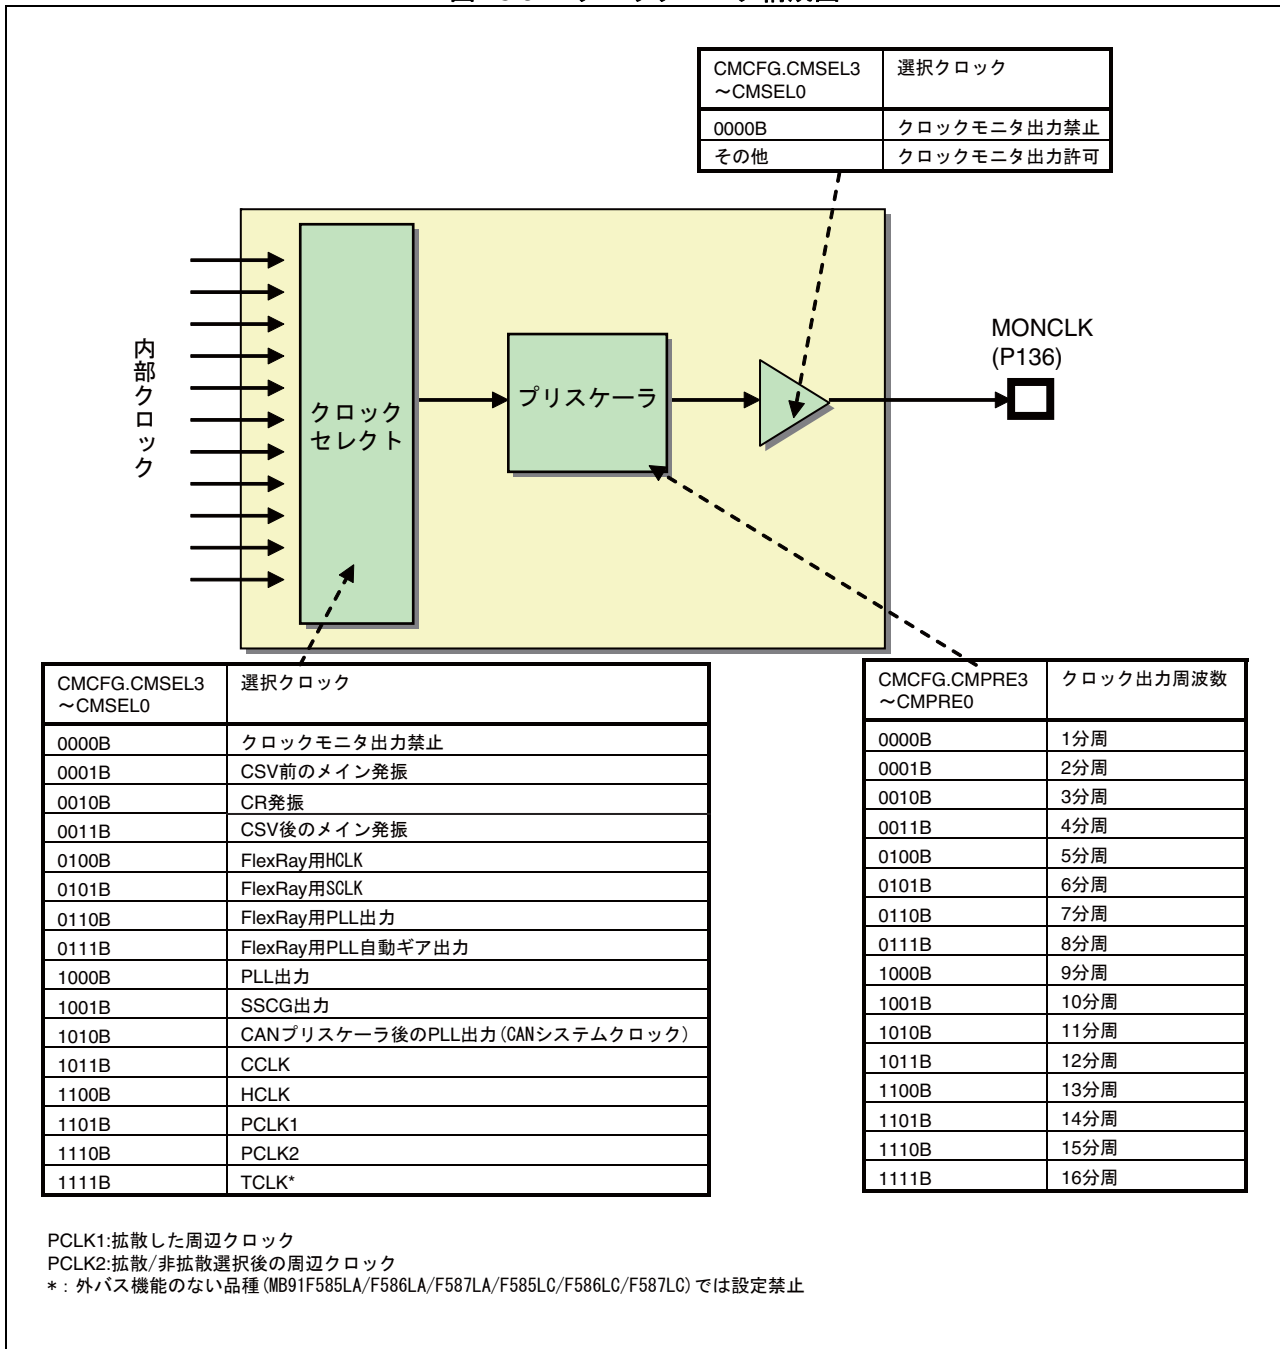 CMCFG.CMSEL3 選択クロック
～CMSEL0
0000B クロックモニタ出力禁止
その他 クロックモニタ出力許可
内部クロック
クロック
セレクト
プリスケーラ
MONCLK
(P136)
CMCFG.CMSEL3 選択クロック
～CMSEL0
0000B クロックモニタ出力禁止
0001B CSV前のメイン発振
0010B CR発振
0011B CSV後のメイン発振
0100B FlexRay用HCLK
0101B FlexRay用SCLK
0110B FlexRay用PLL出力
0111B FlexRay用PLL自動ギア出力
1000B PLL出力
1001B SSCG出力
1010B CANプリスケーラ後のPLL出力(CANシステムクロック)
1011B CCLK
1100B HCLK
1101B PCLK1
1110B PCLK2
1111B TCLK*
CMCFG.CMPRE3 クロック出力周波数
～CMPRE0
0000B 1分周
0001B 2分周
0010B 3分周
0011B 4分周
0100B 5分周
0101B 6分周
0110B 7分周
0111B 8分周
1000B 9分周
1001B 10分周
1010B 11分周
1011B 12分周
1100B 13分周
1101B 14分周
1110B 15分周
1111B 16分周
PCLK1:拡散した周辺クロック
PCLK2:拡散/非拡散選択後の周辺クロック
*：外バス機能のない品種(MB91F585LA/F586LA/F587LA/F585LC/F586LC/F587LC)では設定禁止